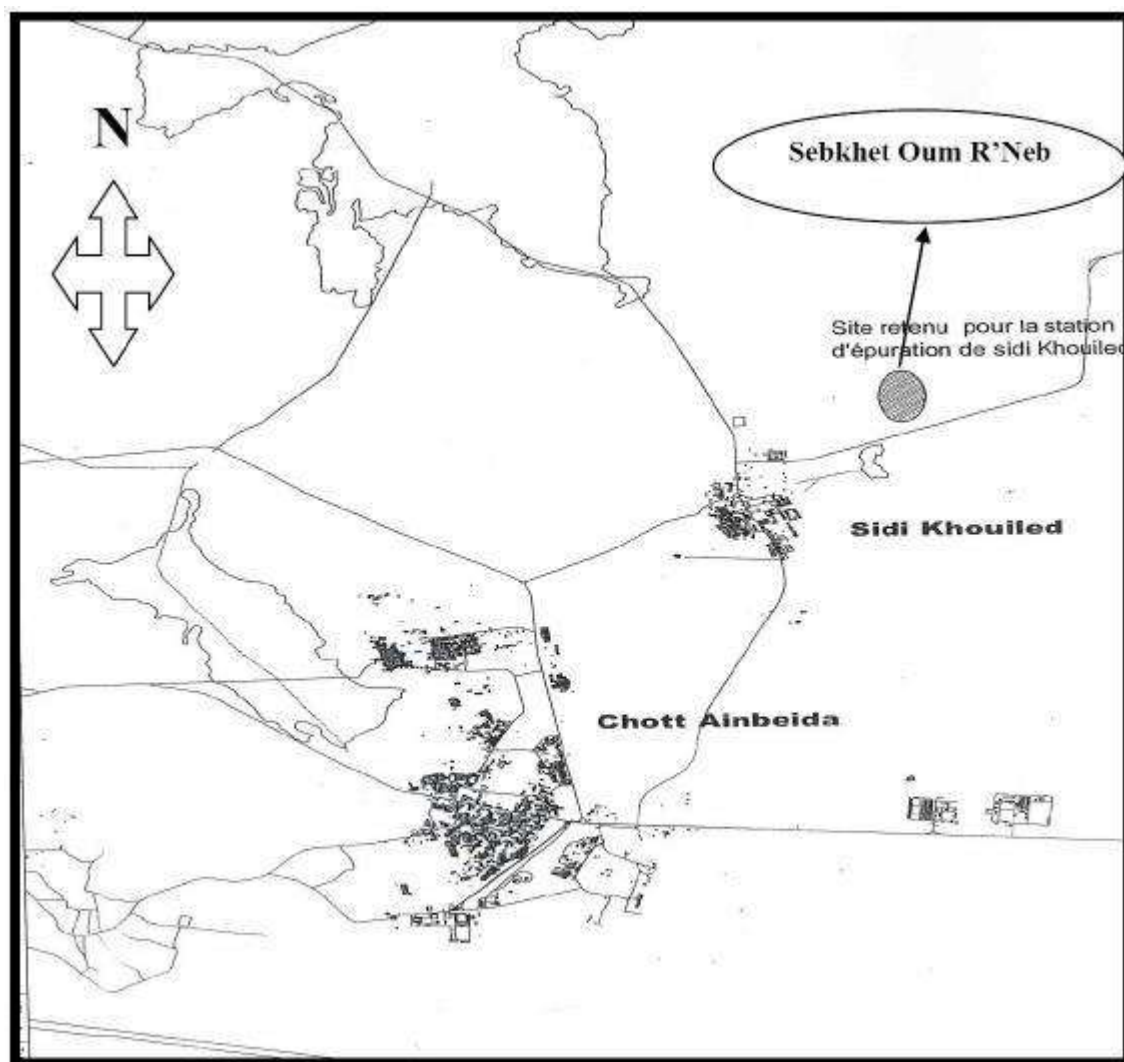 N
Sebkhet Oum R'Neb
Site retenu pour la station
d'épuration de sidi Khouiled
Sidi Khouiled
Chott Ainbeida